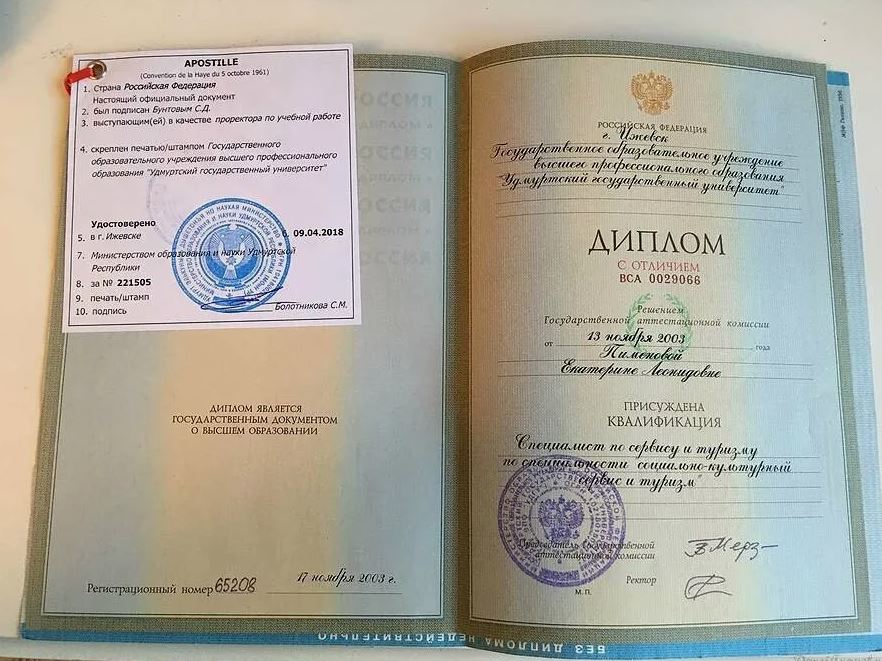 APOSTILLE
(Convention de la Haye du 5 octobre 1961)
1. Страна Российская Федерация
Настоящий официальный документ
2. был подписан Бунтовым С.Д.
3. выступающим(ей) в качестве проректора по учебной работе
4. скреплен печатью/штампом Государственного
образовательного учреждения высшего профессионального
образования "Удмуртский государственный университет"
Удостоверено
5. в г. Ижевске
6. 09.04.2018
7. Министерством образования и науки Удмуртской
Республики
8. за № 221505
9. печать/штамп
10. подпись
Болотникова С.М.
ДИПЛОМ ЯВЛЯЕТСЯ
ГОСУДАРСТВЕННЫМ ДОКУМЕНТОМ
О ВЫСШЕМ ОБРАЗОВАНИИ
Регистрационный номер 65208
17 ноября 2003 г.
РОССИЙСКАЯ ФЕДЕРАЦИЯ
г. Ижевск
Государственное образовательное учреждение
высшего профессионального образования
"Удмуртский государственный университет"
ДИПЛОМ
С ОТЛИЧИЕМ
ВСА 0029066
Решением
Государственной аттестационной комиссии
от 13 ноября 2003 года
Пименовой
Екатерине Леонидовне
ПРИСУЖДЕНА
КВАЛИФИКАЦИЯ
Специалист по сервису и туризму
по специальности социально-культурный
сервис и туризм"
Председатель Государственной
аттестационной комиссии
Ректор
М.П.
БЕЗ ДИПЛОМА НЕДЕЙСТВИТЕЛЬНО